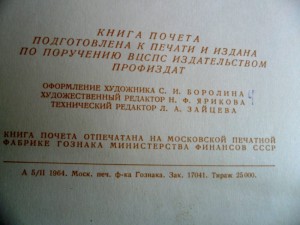 КНИГА ПОЧЕТА
ПОДГОТОВЛЕНА К ПЕЧАТИ И ИЗДАНА
ПО ПОРУЧЕНИЮ ВЦСПС ИЗДАТЕЛЬСТВОМ
ПРОФИЗДАТ
ОФОРМЛЕНИЕ ХУДОЖНИКА С. И. БОРОЛИНА
ХУДОЖЕСТВЕННЫЙ РЕДАКТОР Н. Ф. ЯРИКОВА
ТЕХНИЧЕСКИЙ РЕДАКТОР Л. А. ЗАЙЦЕВА
КНИГА ПОЧЕТА ОТПЕЧАТАНА НА МОСКОВСКОЙ ПЕЧАТНОЙ
ФАБРИКЕ ГОЗНАКА МИНИСТЕРСТВА ФИНАНСОВ СССР
А 5/II 1964. Моск. печ. ф-ка Гознака. Зак. 17041. Тираж 25000.